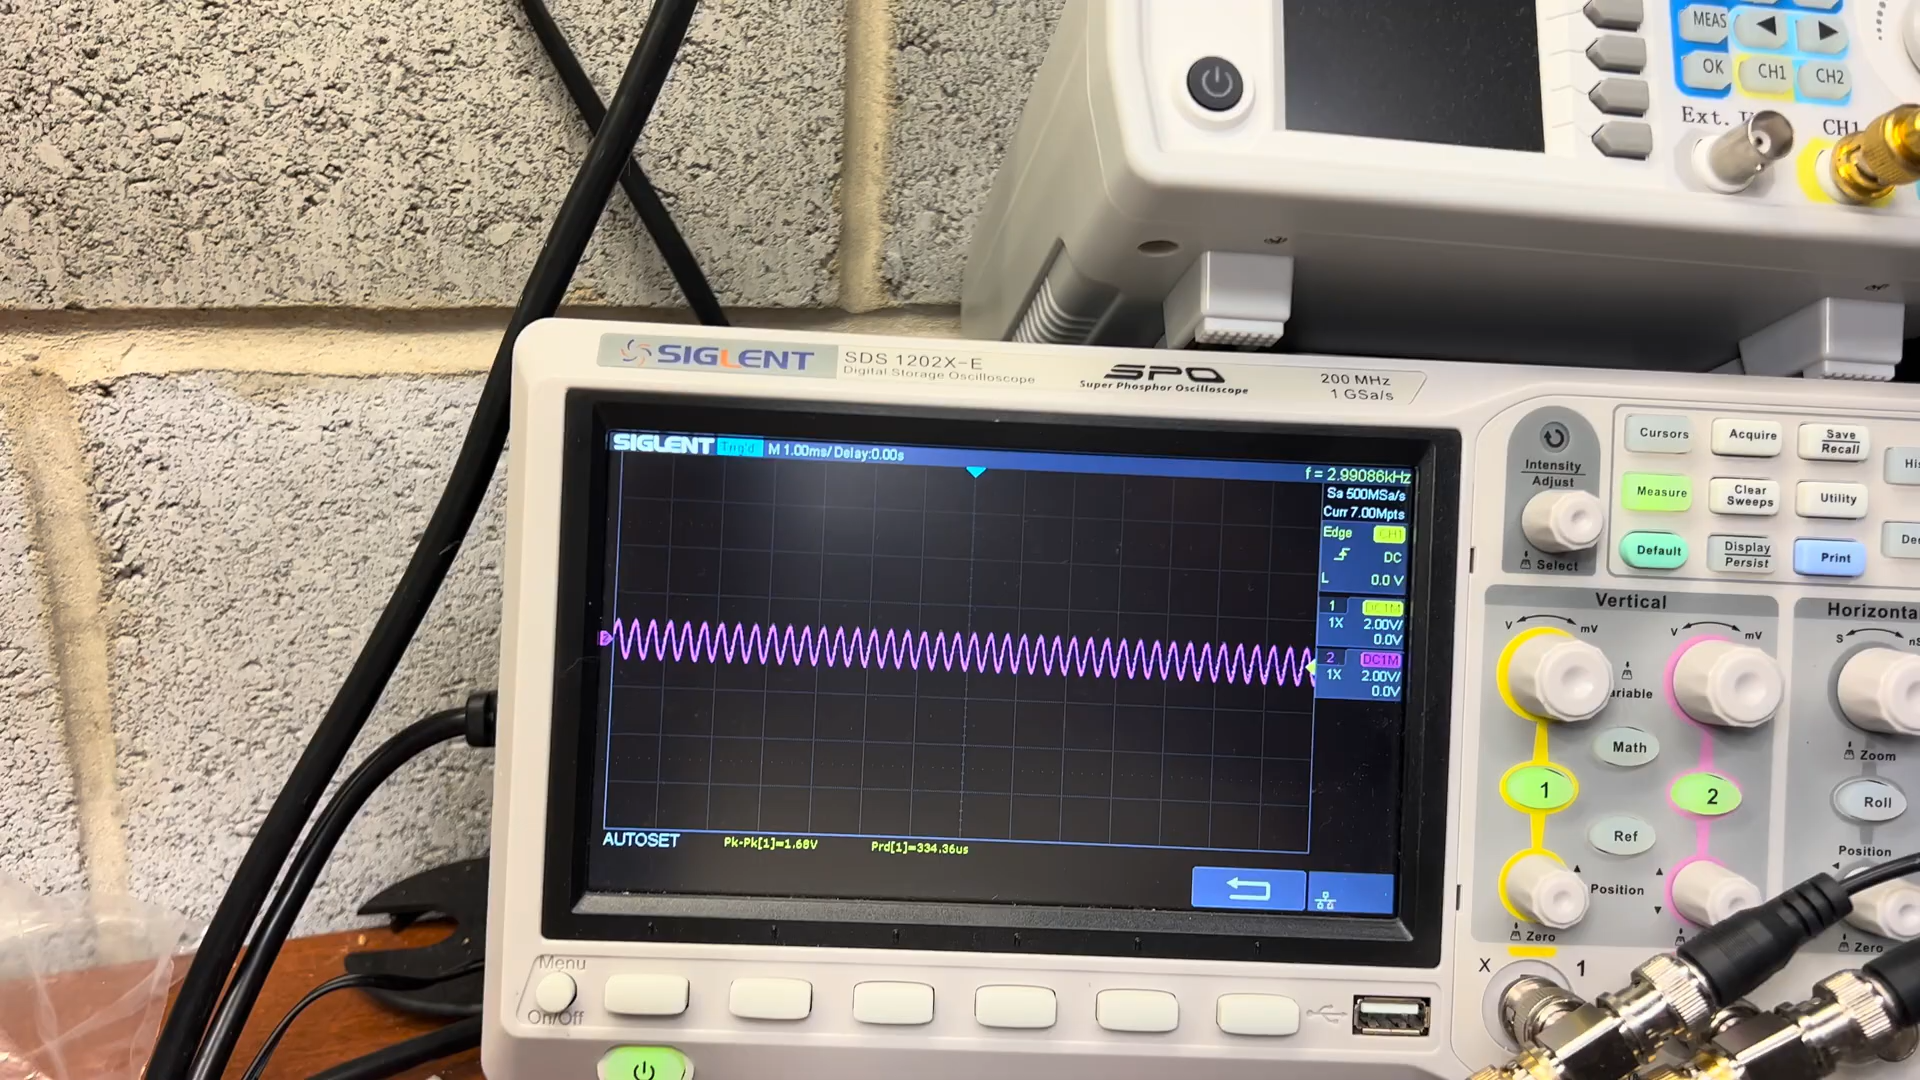 MEAS
OK
CH1
CH2
Ext.
CH1
SIGLENT
SDS 1202X-E
Digital Storage Oscilloscope
SPO
Super Phosphor Oscilloscope
200 MHz
1 GSa/s
SIGLENT Trig'd M 1.00ms/ Delay:0.00s
f = 2.99086kHz
Sa 500MSa/s
Curr 7.00Mpts
Edge CH1
DC
L 0.0 V
1 DC1M
1X 2.00V/
0.0V
2 DC1M
1X 2.00V/
0.0V
2
AUTOSET
Pk-Pk[1]=1.68V
Prd[1]=334.36us
Menu
On/Off
Intensity
Adjust
Select
Cursors
Acquire
Save
Recall
His
Measure
Clear
Sweeps
Utility
Default
Display
Persist
Print
Dec
Vertical
V
mV
V
mV
Variable
Math
1
2
Ref
Position
Zero
X
1
Horizonta
S
nS
Zoom
Roll
Position
Zero